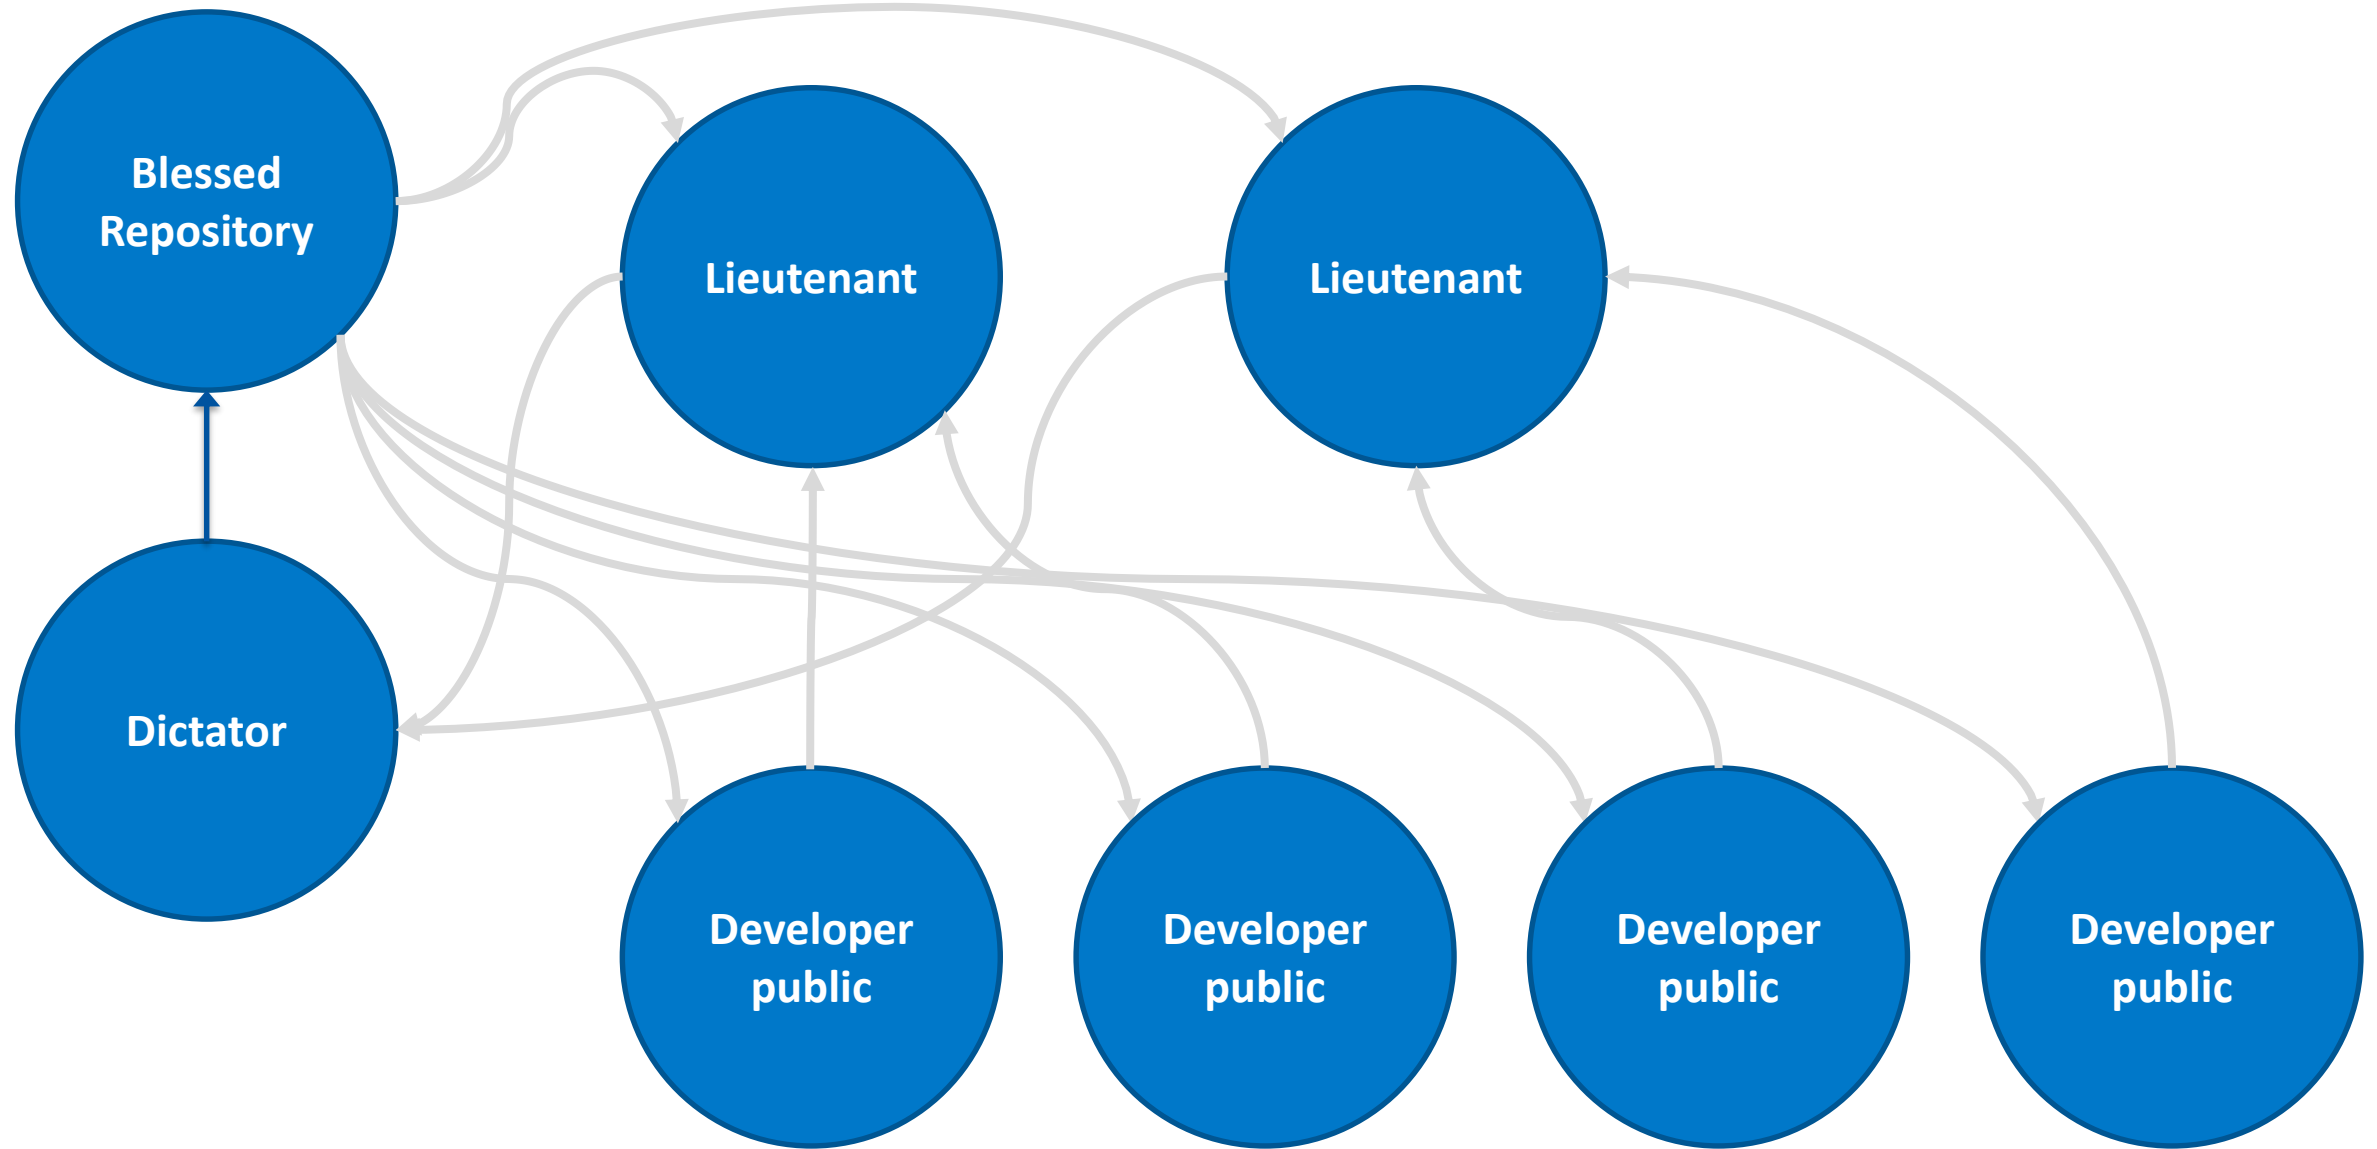 Blessed
Repository
Lieutenant
Lieutenant
Dictator
Developer
public
Developer
public
Developer
public
Developer
public